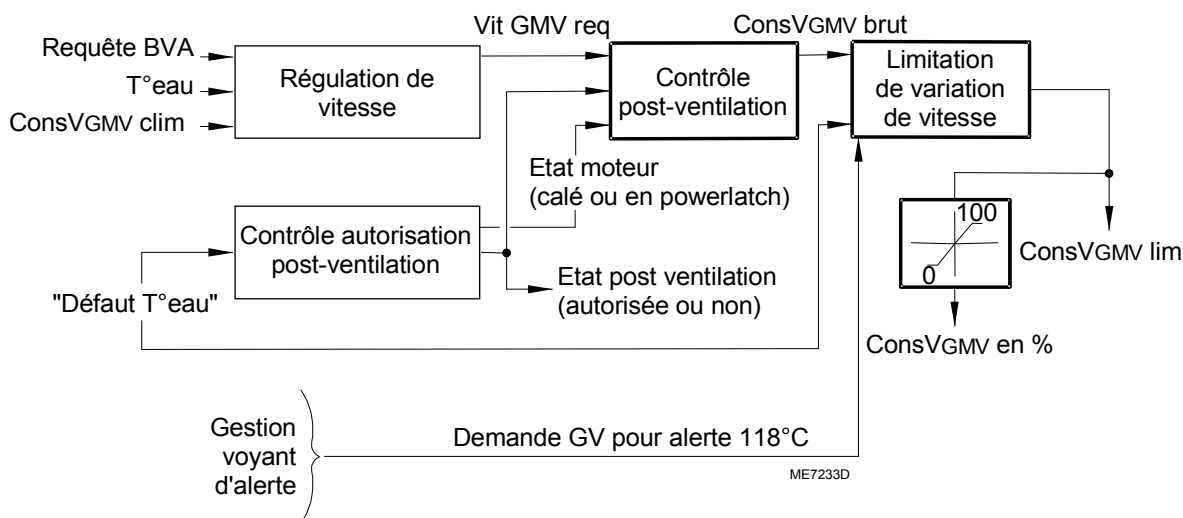 Vit GMV req
ConsVGMV brut
Requête BVA
T°eau
ConsVGMV clim
Régulation de
vitesse
Contrôle
post-ventilation
Limitation
de variation
de vitesse
Etat moteur
(calé ou en powerlatch)
Contrôle autorisation
post-ventilation
100
0
ConsVGMV lim
Etat post ventilation
(autorisée ou non)
"Défaut T°eau"
ConsVGMV en %
Gestion
voyant
d'alerte
Demande GV pour alerte 118°C
ME7233D